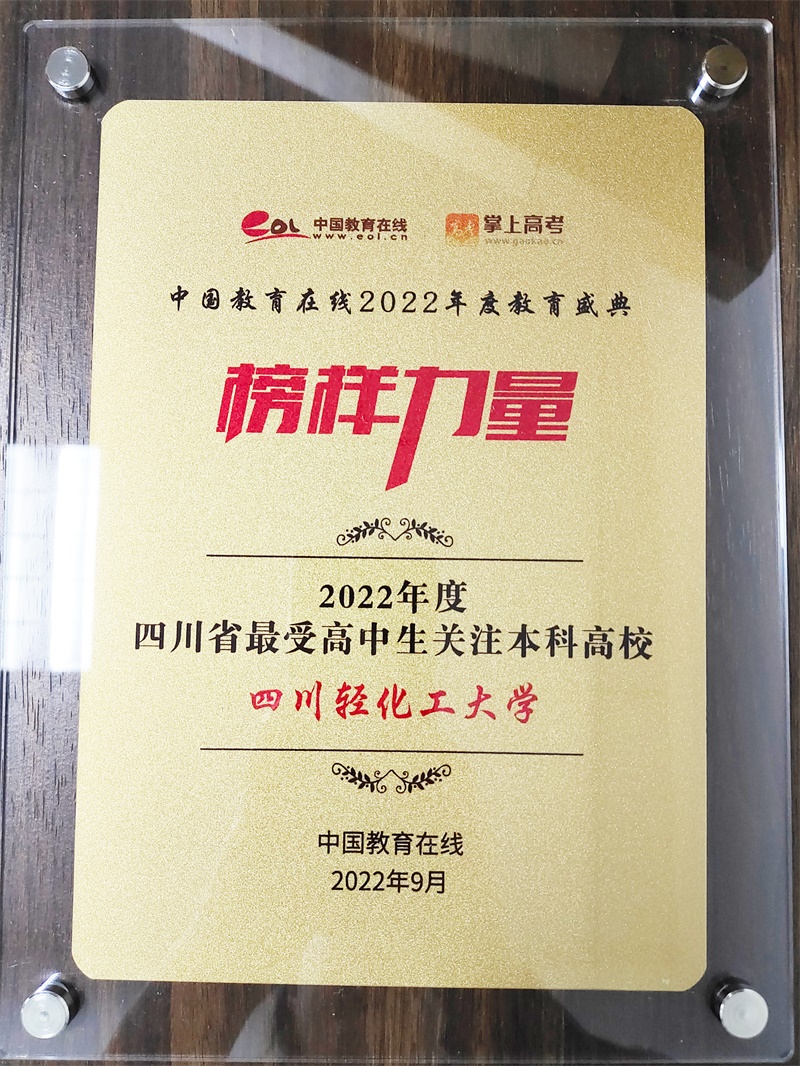 eol 中国教育在线 掌上高考
www.eol.cn www.gaokao.cn
中国教育在线2022年度教育盛典
榜样力量
2022年度
四川省最受高中生关注本科高校
四川轻化工大学
中国教育在线
2022年9月